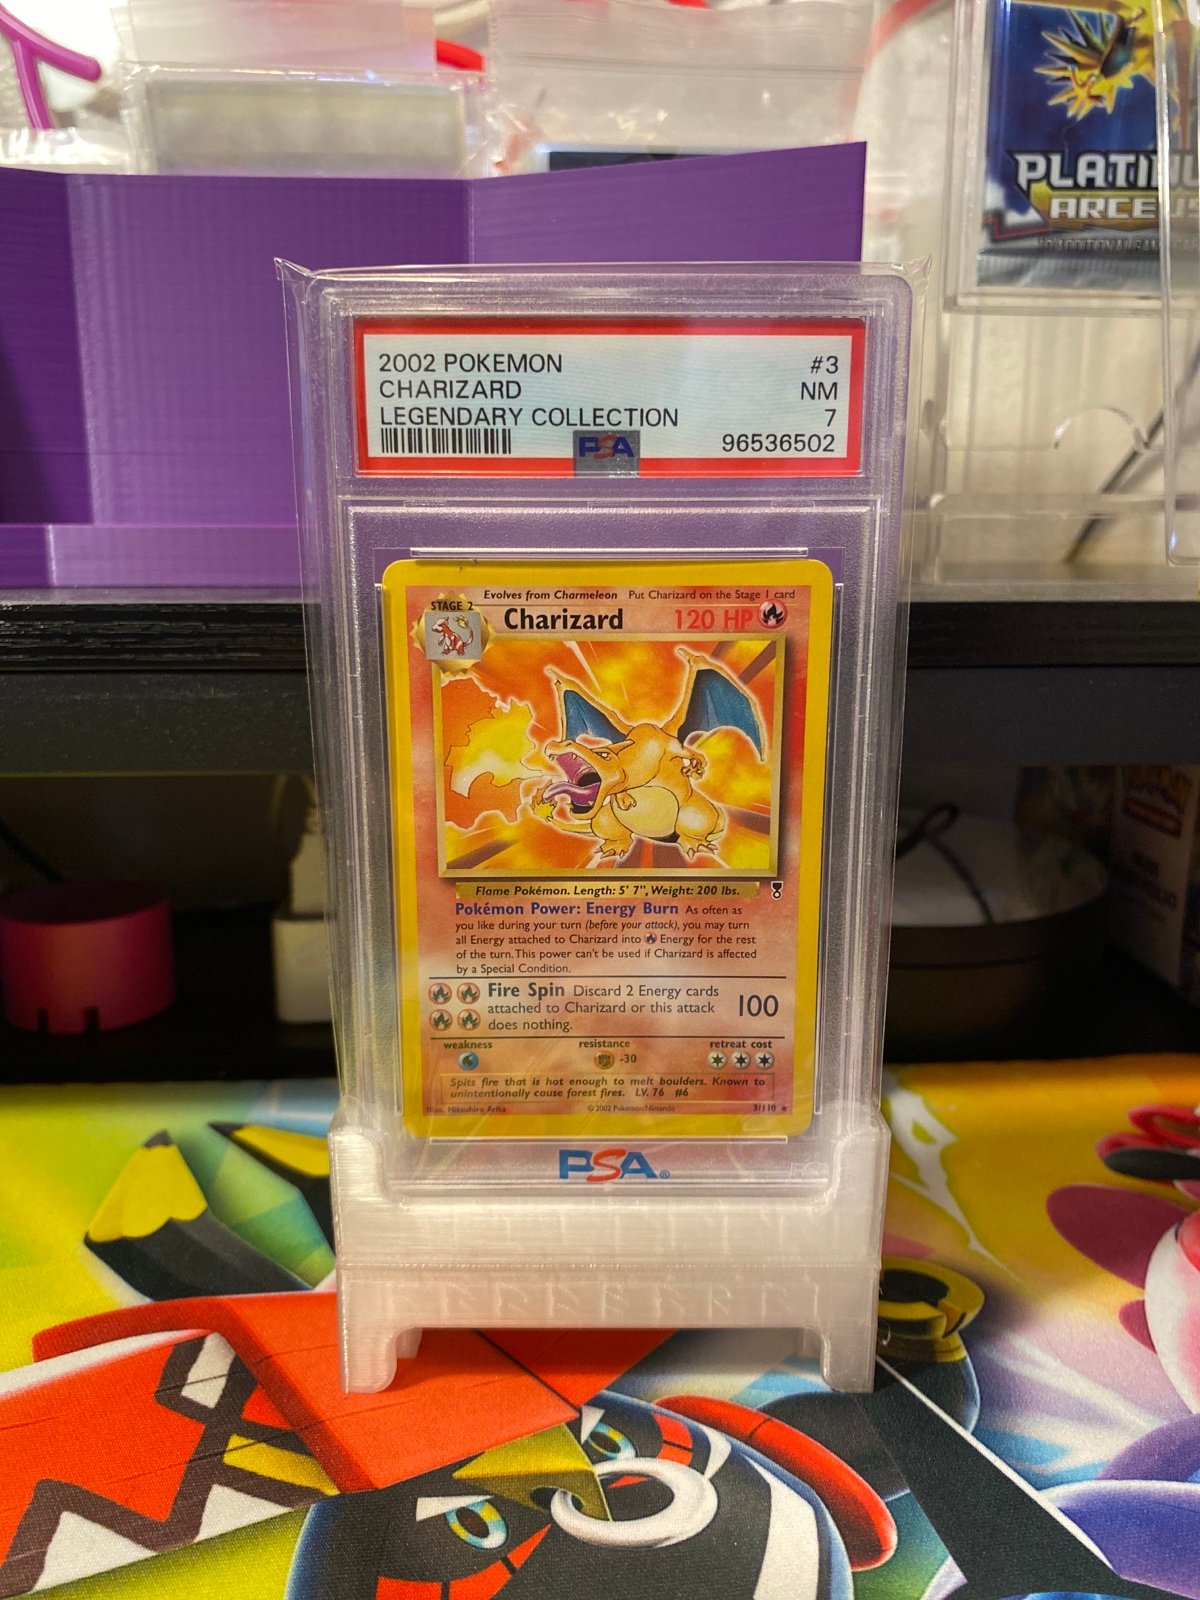 PLATINU
ARCEUS
2002 POKEMON #3
CHARIZARD NM
LEGENDARY COLLECTION 7
PSA 96536502
Evolves from Charmeleon Put Charizard on the Stage 1 card
STAGE 2
Charizard 120 HP
Flame Pokémon. Length: 5' 7", Weight: 200 lbs.
Pokémon Power: Energy Burn As often as
you like during your turn (before your attack), you may turn
all Energy attached to Charizard into Energy for the rest
of the turn. This power can't be used if Charizard is affected
by a Special Condition.
Fire Spin Discard 2 Energy cards
attached to Charizard or this attack 100
does nothing.
weakness resistance retreat cost
-30
Spits fire that is hot enough to melt boulders. Known to
unintentionally cause forest fires. LV. 76 #6
Illus. Mitsuhiro Arita © 2002 Pokémon/Nintendo 3/110 ★
PSA®